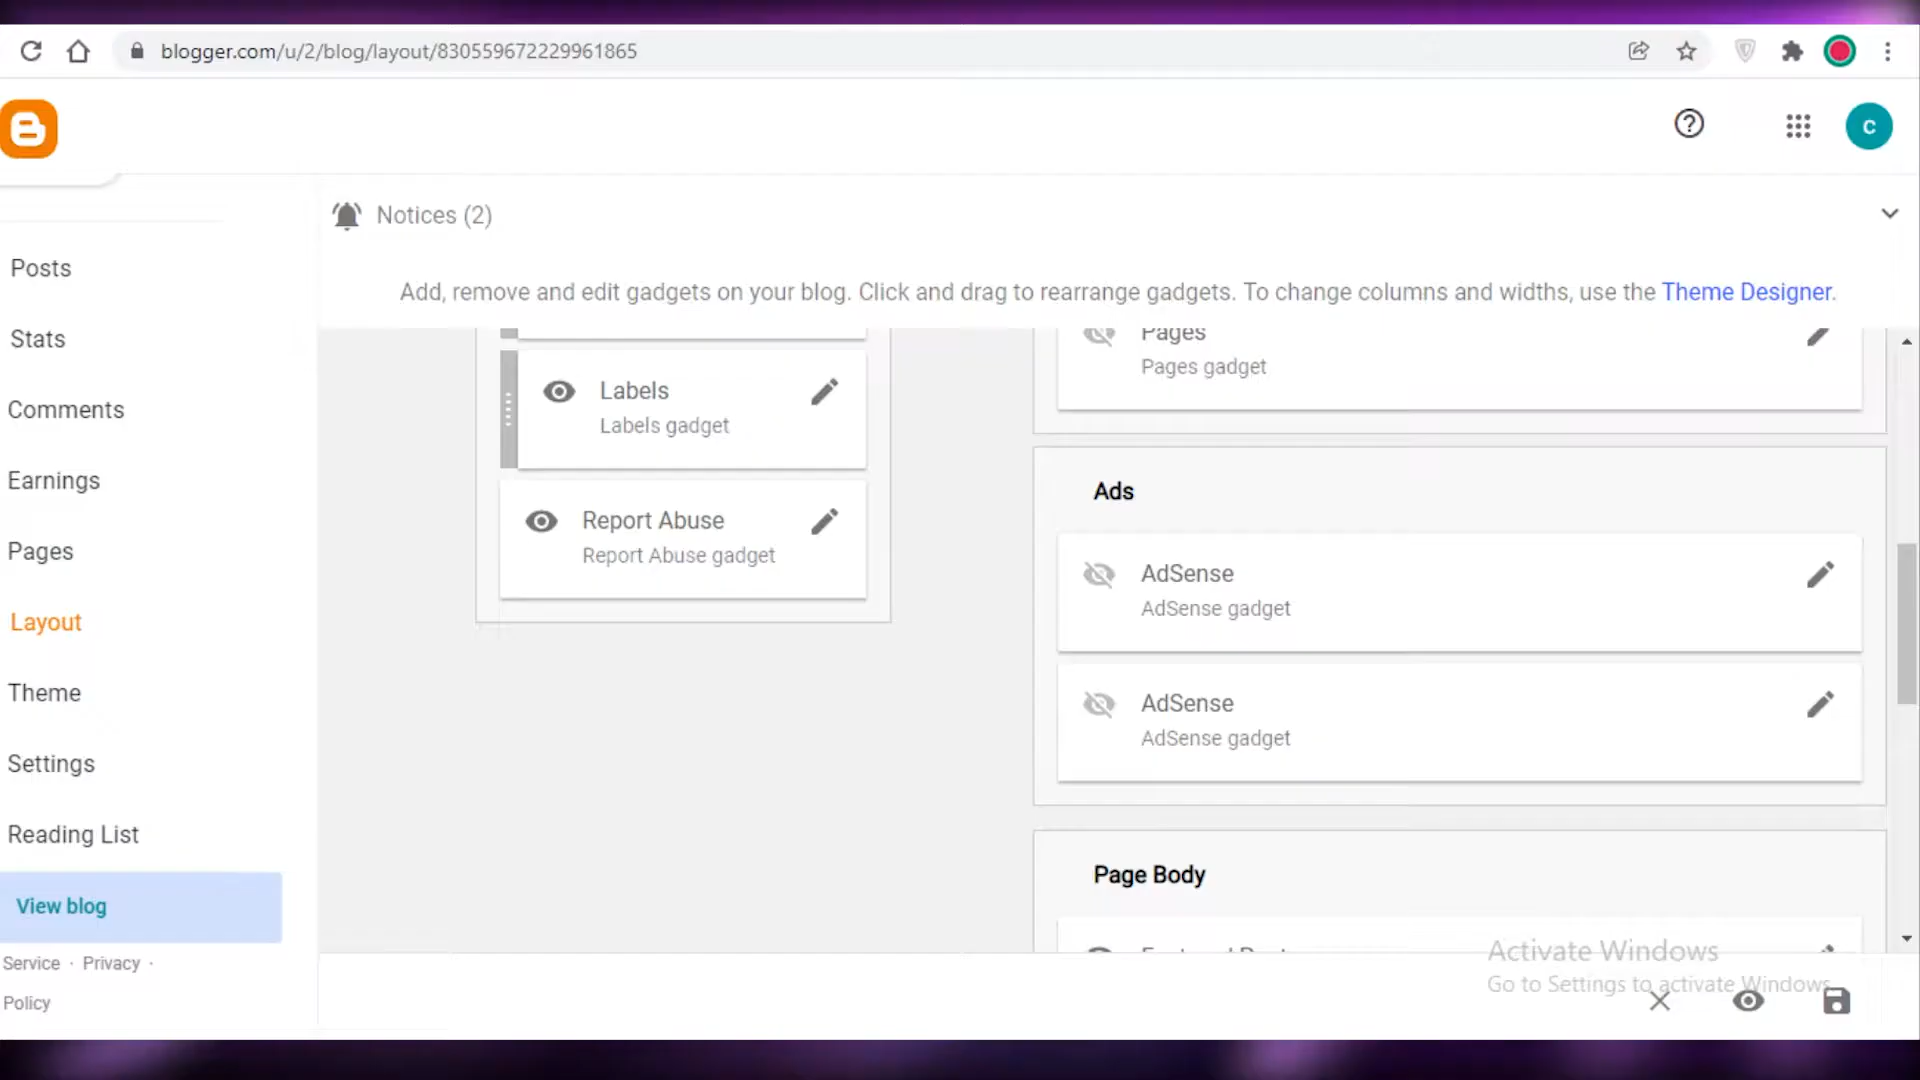 blogger.com/u/2/blog/layout/830559672229961865
C
Notices (2)
Add, remove and edit gadgets on your blog. Click and drag to rearrange gadgets. To change columns and widths, use the Theme Designer.
Posts
Stats
Comments
Earnings
Pages
Layout
Theme
Settings
Reading List
View blog
Service · Privacy ·
Policy
Labels
Labels gadget
Report Abuse
Report Abuse gadget
Pages
Pages gadget
Ads
AdSense
AdSense gadget
AdSense
AdSense gadget
Page Body
Activate Windows
Go to Settings to activate Windows.